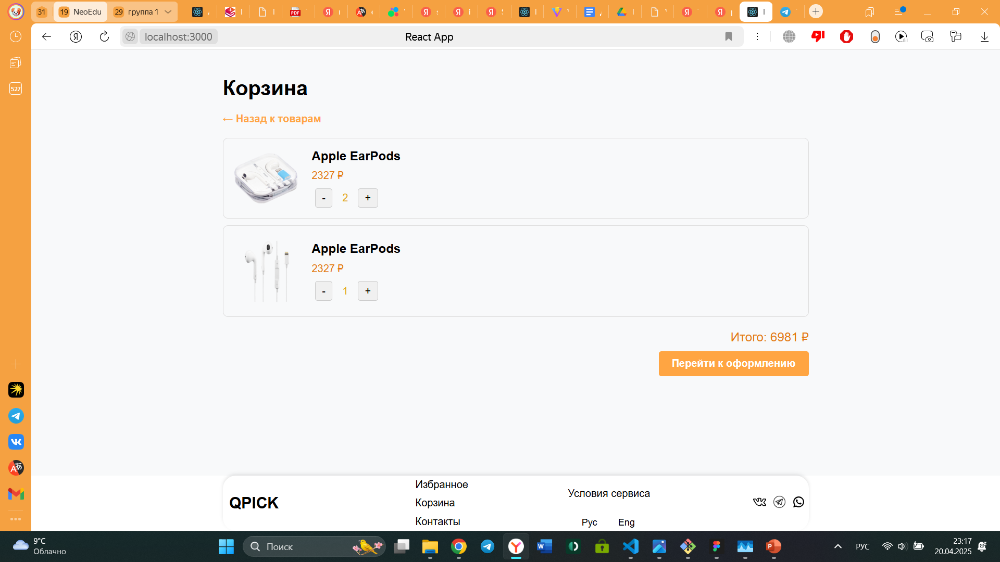 31
19 NeoEdu
29 группа 1
localhost:3000
React App
527
Корзина
← Назад к товарам
Apple EarPods
2327 ₽
- 2 +
Apple EarPods
2327 ₽
- 1 +
Итого: 6981 ₽
Перейти к оформлению
QPICK
Избранное
Корзина
Контакты
Условия сервиса
Рус Eng
9°C
Облачно
Поиск
РУС
23:17
20.04.2025